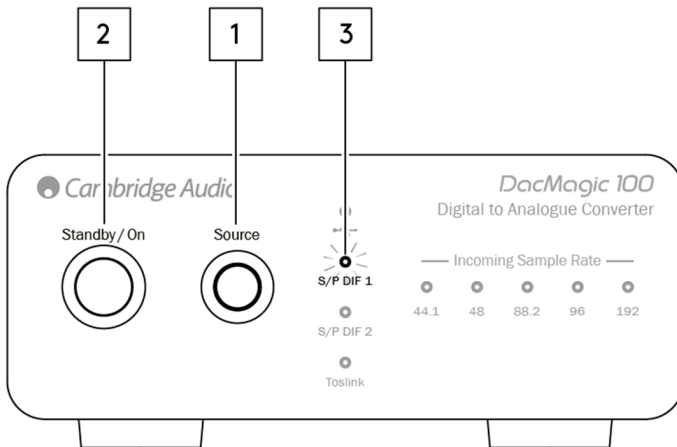 2 1 3
Cambridge Audio
DacMagic 100
Digital to Analogue Converter
Standby / On
Source
S/P DIF 1
S/P DIF 2
Toslink
Incoming Sample Rate
44.1 48 88.2 96 192